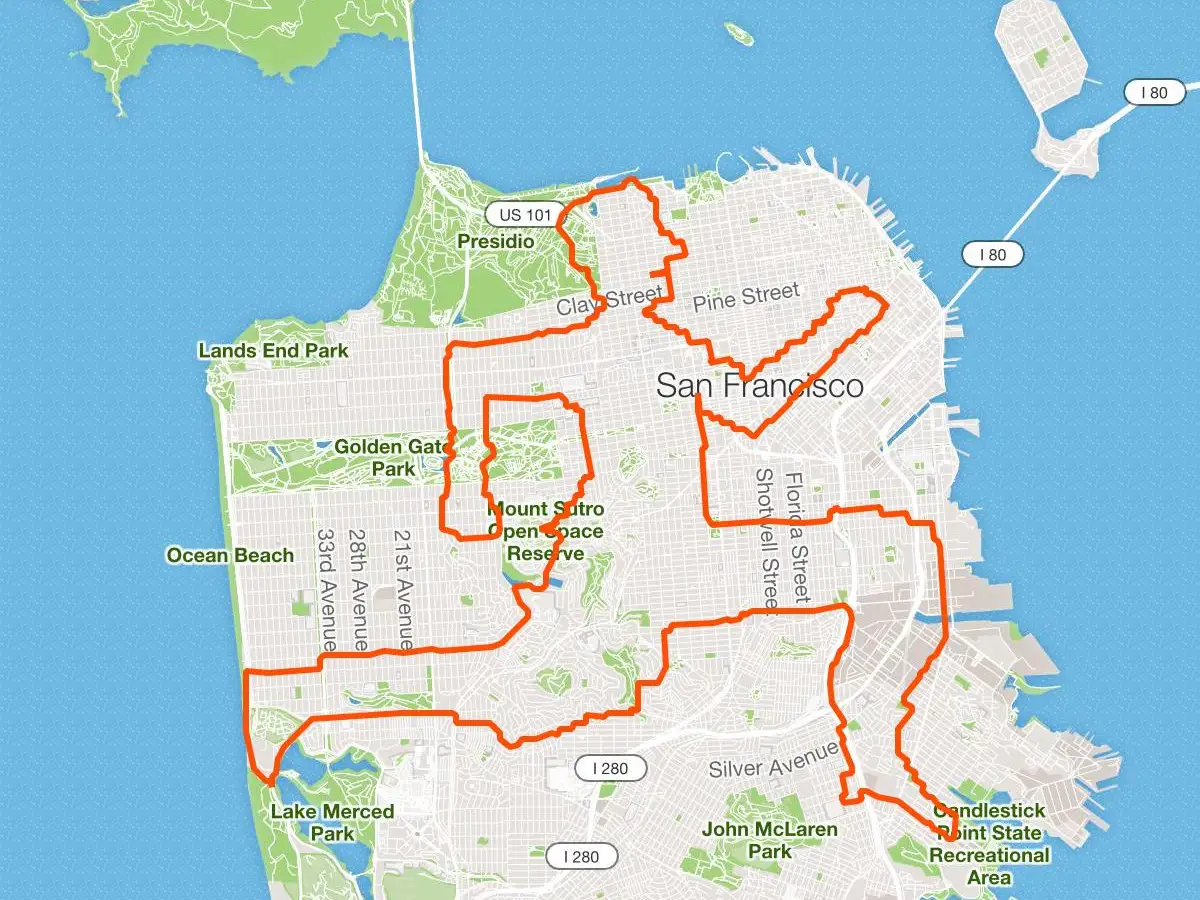 I 80
US 101
Presidio
I 80
Clay Street
Pine Street
Lands End Park
San Francisco
Golden Gate
Park
Mount Sutro
Open Space
Reserve
Ocean Beach
33rd Avenue
28th Avenue
21st Avenue
Shotwell Street
Florida Street
I 280
Silver Avenue
Lake Merced
Park
John McLaren
Park
Candlestick
Point State
Recreational
Area
I 280